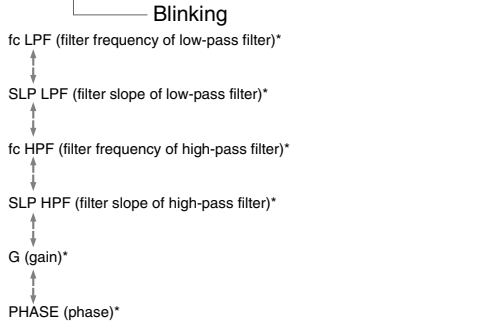 Blinking
fc LPF (filter frequency of low-pass filter)*
SLP LPF (filter slope of low-pass filter)*
fc HPF (filter frequency of high-pass filter)*
SLP HPF (filter slope of high-pass filter)*
G (gain)*
PHASE (phase)*